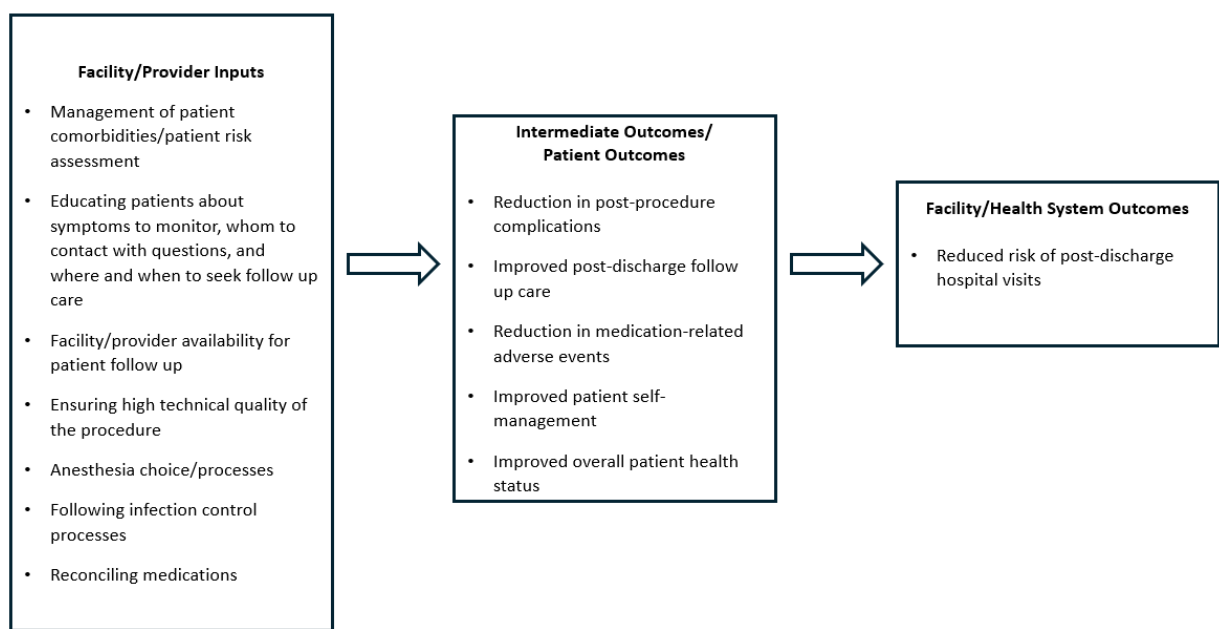 Facility/Provider Inputs
• Management of patient
comorbidities/patient risk
assessment
• Educating patients about
symptoms to monitor, whom to
contact with questions, and
where and when to seek follow up
care
• Facility/provider availability for
patient follow up
• Ensuring high technical quality of
the procedure
• Anesthesia choice/processes
• Following infection control
processes
• Reconciling medications
Intermediate Outcomes/
Patient Outcomes
• Reduction in post-procedure
complications
• Improved post-discharge follow
up care
• Reduction in medication-related
adverse events
• Improved patient self-
management
• Improved overall patient health
status
Facility/Health System Outcomes
• Reduced risk of post-discharge
hospital visits